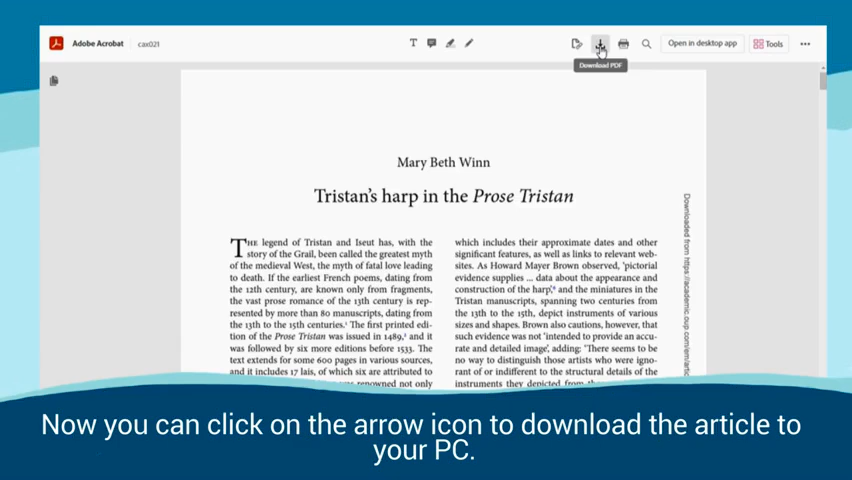 Adobe Acrobat
cax021
T
Open in desktop app
Tools
Download PDF
Mary Beth Winn
Tristan's harp in the Prose Tristan
THE legend of Tristan and Iseut has, with the
story of the Grail, been called the greatest myth
of the medieval West, the myth of fatal love leading
to death. If the earliest French poems, dating from
the 12th century, are known only from fragments,
the vast prose romance of the 13th century is rep-
resented by more than 80 manuscripts, dating from
the 13th to the 15th centuries.¹ The first printed edi-
tion of the Prose Tristan was issued in 1489,² and it
was followed by six more editions before 1533. The
text extends for some 600 pages in various sources,
and it includes 17 lais, of which six are attributed to
renowned not only
which includes their approximate dates and other
significant features, as well as links to relevant web-
sites. As Howard Mayer Brown observed, 'pictorial
evidence supplies ... data about the appearance and
construction of the harp',⁶ and the miniatures in the
Tristan manuscripts, spanning two centuries from
the 13th to the 15th, depict instruments of various
sizes and shapes. Brown also cautions, however, that
such evidence was not 'intended to provide an accu-
rate and detailed image', adding: 'There seems to be
no way to distinguish those artists who were igno-
rant of or indifferent to the structural details of the
instruments they depicted from
Downloaded from https://academic.oup.com/em/artic
Now you can click on the arrow icon to download the article to
your PC.